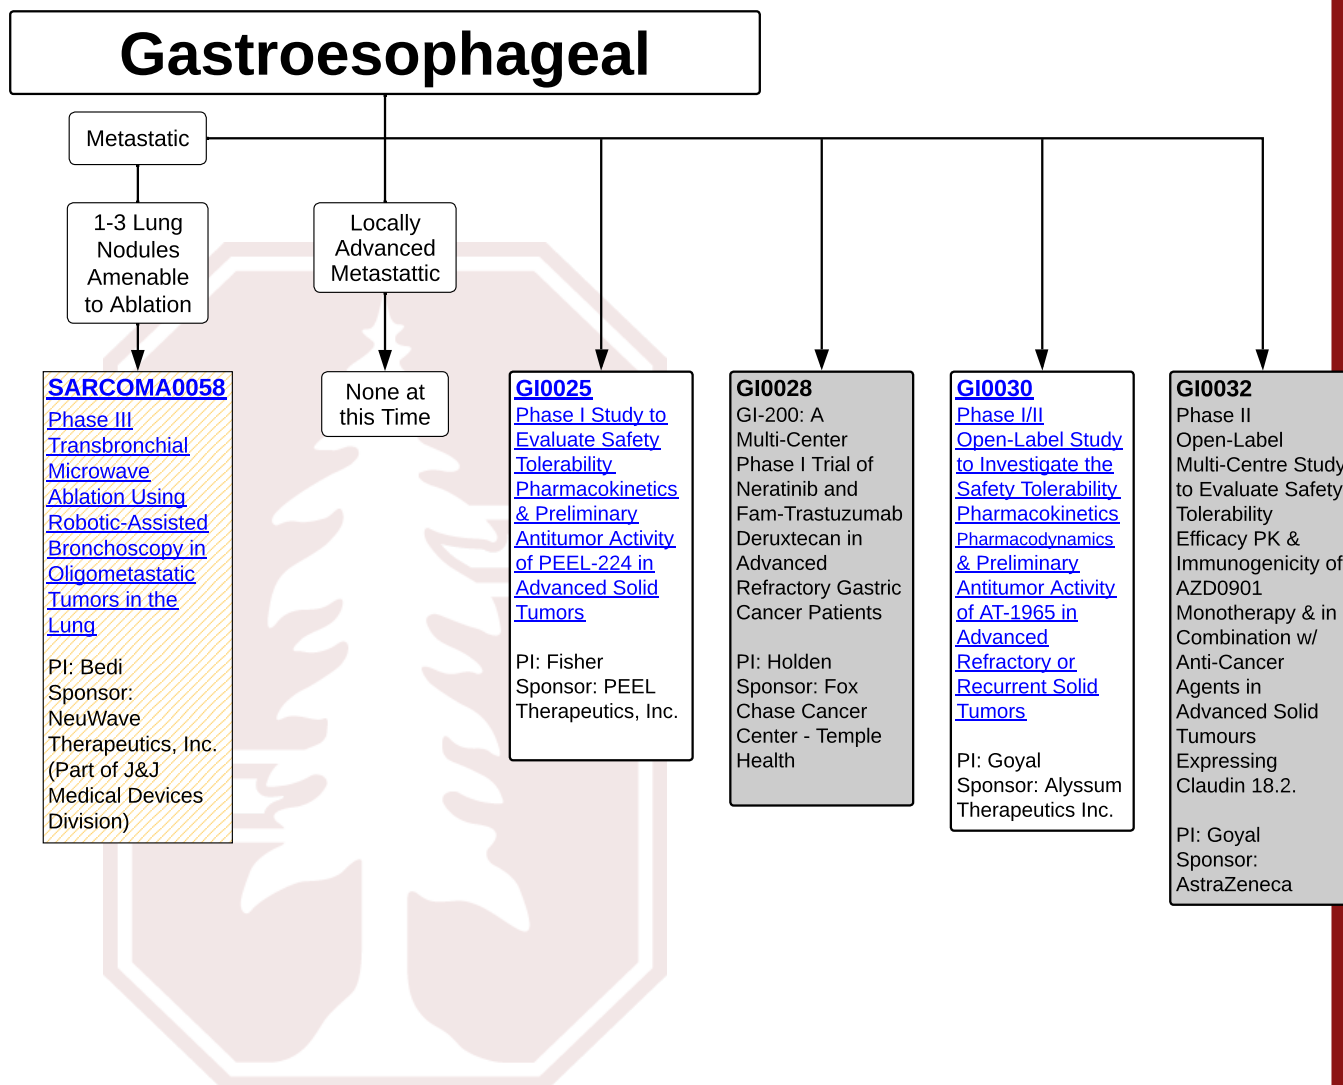 Gastroesophageal
Metastatic
1-3 Lung
Nodules
Amenable
to Ablation
Locally
Advanced
Metastattic
SARCOMA0058
Phase III
Transbronchial
Microwave
Ablation Using
Robotic-Assisted
Bronchoscopy in
Oligometastatic
Tumors in the
Lung
PI: Bedi
Sponsor:
NeuWave
Therapeutics, Inc.
(Part of J&J
Medical Devices
Division)
None at
this Time
GI0025
Phase I Study to
Evaluate Safety
Tolerability
Pharmacokinetics
& Preliminary
Antitumor Activity
of PEEL-224 in
Advanced Solid
Tumors
PI: Fisher
Sponsor: PEEL
Therapeutics, Inc.
GI0028
GI-200: A
Multi-Center
Phase I Trial of
Neratinib and
Fam-Trastuzumab
Deruxtecan in
Advanced
Refractory Gastric
Cancer Patients
PI: Holden
Sponsor: Fox
Chase Cancer
Center - Temple
Health
GI0030
Phase I/II
Open-Label Study
to Investigate the
Safety Tolerability
Pharmacokinetics
Pharmacodynamics
& Preliminary
Antitumor Activity
of AT-1965 in
Advanced
Refractory or
Recurrent Solid
Tumors
PI: Goyal
Sponsor: Alyssum
Therapeutics Inc.
GI0032
Phase II
Open-Label
Multi-Centre Study
to Evaluate Safety
Tolerability
Efficacy PK &
Immunogenicity of
AZD0901
Monotherapy & in
Combination w/
Anti-Cancer
Agents in
Advanced Solid
Tumours
Expressing
Claudin 18.2.
PI: Goyal
Sponsor:
AstraZeneca